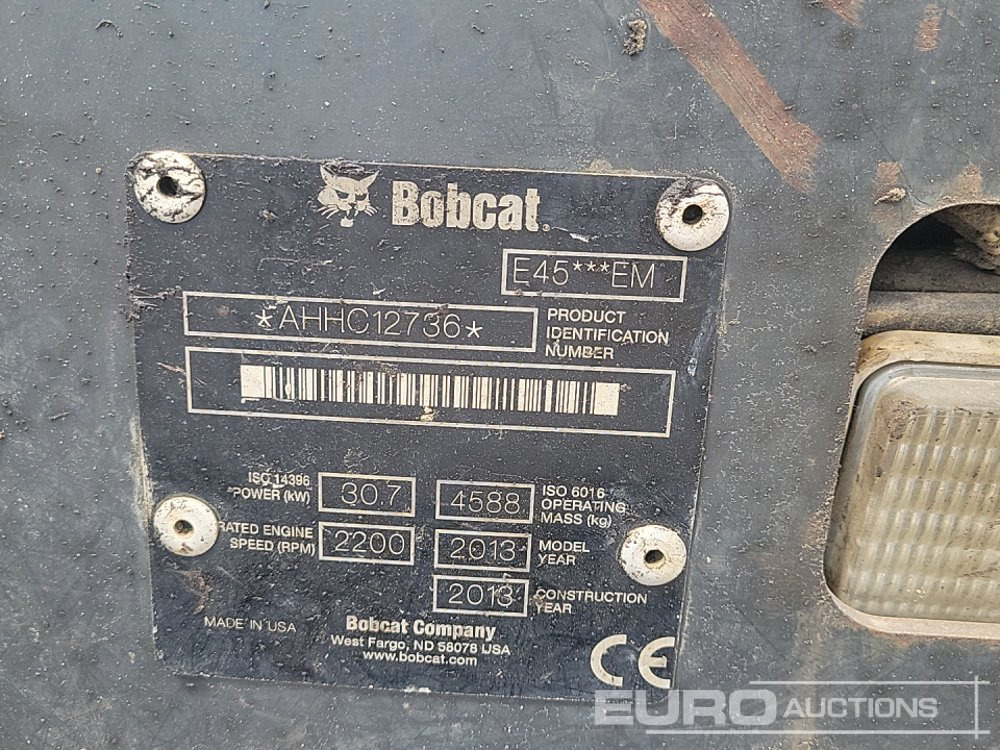 Bobcat.
E45***EM
*AHHC12736*
PRODUCT
IDENTIFICATION
NUMBER
ISO 14396
POWER (kW)
30.7
4588
ISO 6016
OPERATING
MASS (kg)
RATED ENGINE
SPEED (RPM)
2200
2013
MODEL
YEAR
2013
CONSTRUCTION
YEAR
MADE IN USA
Bobcat Company
West Fargo, ND 58078 USA
www.bobcat.com
CE
EURO AUCTIONS